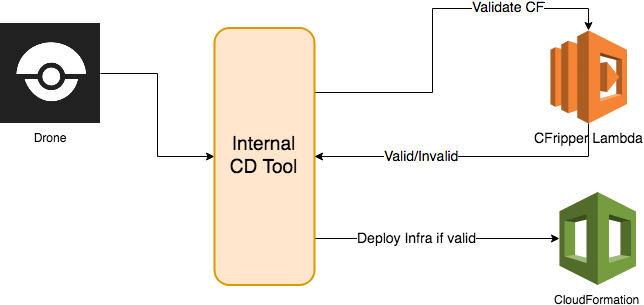 Validate CF
Drone
Internal
CD Tool
CFripper Lambda
Valid/Invalid
Deploy Infra if valid
CloudFormation